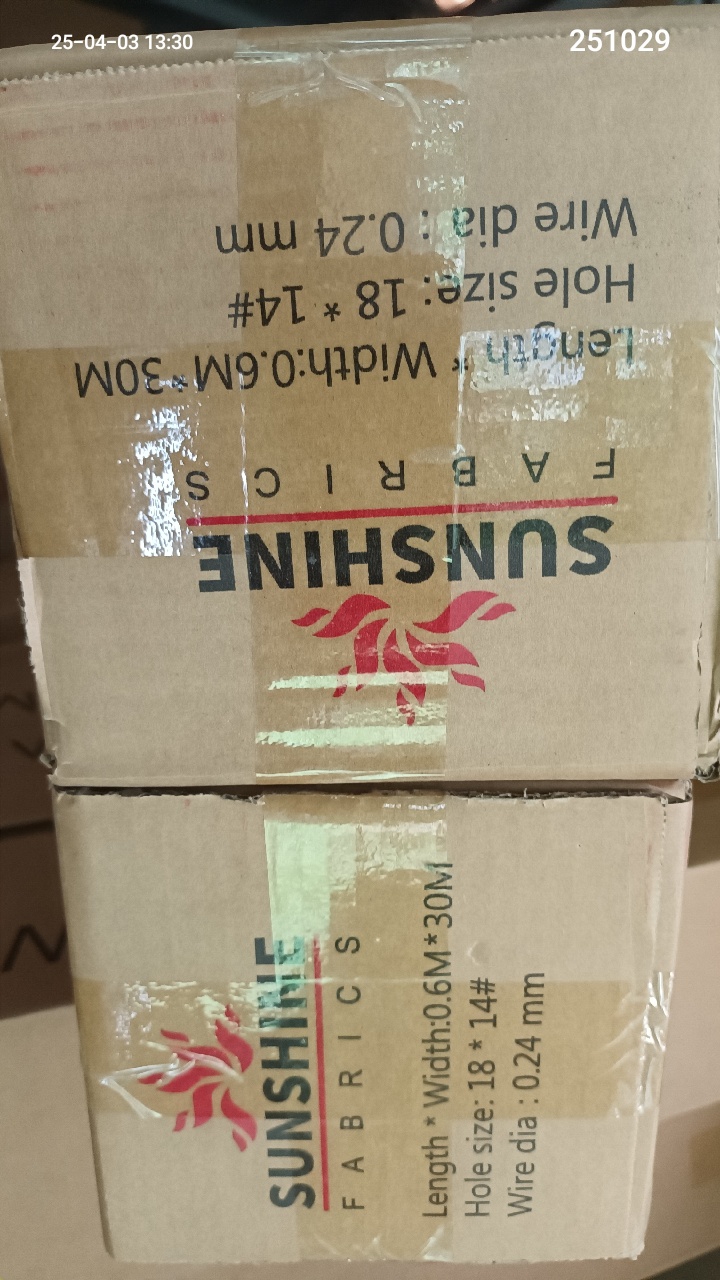 25-04-03 13:30
251029
SUNSHINE
FABRICS
Length * Width:0.6M*30M
Hole size: 18 * 14#
Wire dia : 0.24 mm
SUNSHINE
FABRICS
Length * Width:0.6M*30M
Hole size: 18 * 14#
Wire dia : 0.24 mm